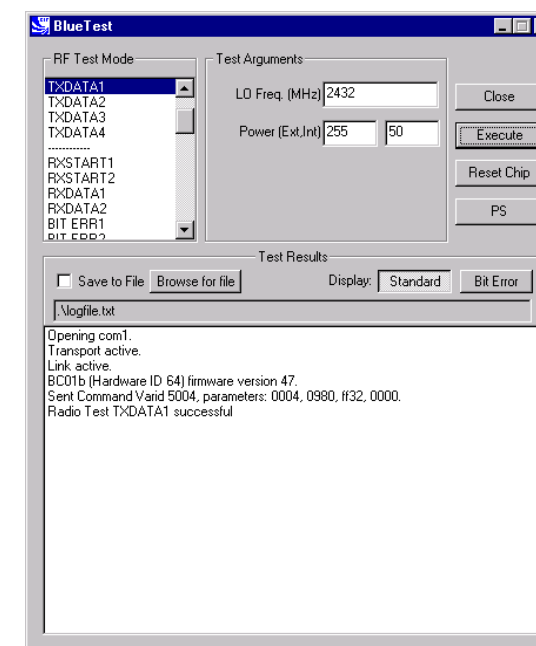 BlueTest
RF Test Mode
TXDATA1
TXDATA2
TXDATA3
TXDATA4
------------
RXSTART1
RXSTART2
RXDATA1
RXDATA2
BIT ERR1
BIT ERR2
Test Arguments
LO Freq. (MHz) 2432
Power (Ext,Int) 255 50
Close
Execute
Reset Chip
PS
Test Results
Save to File Browse for file Display: Standard Bit Error
.\logfile.txt
Opening com1.
Transport active.
Link active.
BC01b (Hardware ID 64) firmware version 47.
Sent Command Varid 5004, parameters: 0004, 0980, ff32, 0000.
Radio Test TXDATA1 successful